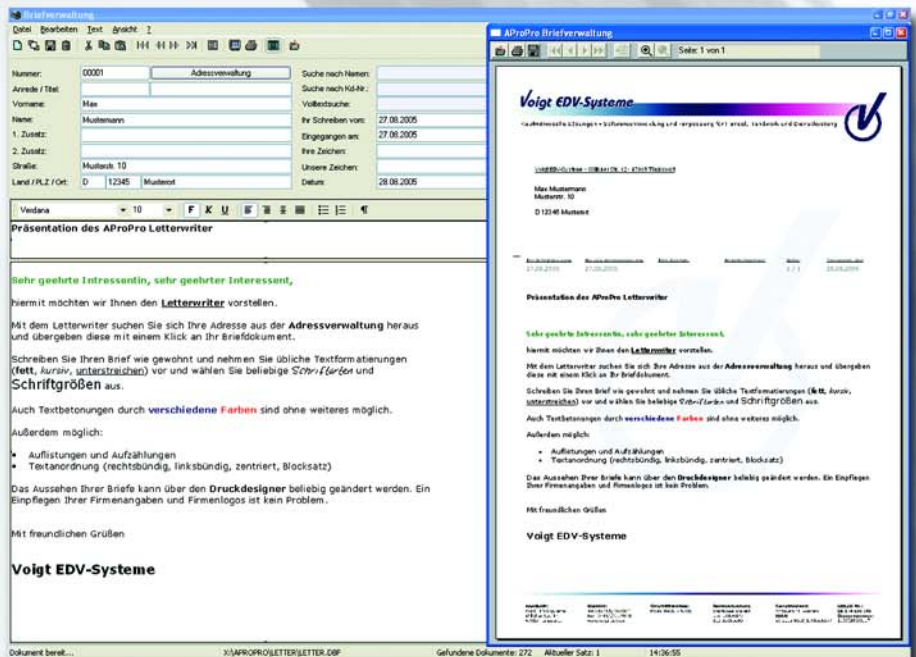 Briefverwaltung
Datei Bearbeiten Text Ansicht ?
Nummer: 00001 Adressverwaltung Suche nach Namen:
Anrede / Titel: Suche nach Kd-Nr.:
Vorname: Max Volltextsuche:
Name: Mustermann Ihr Schreiben vom: 27.08.2005
1. Zusatz: Eingegangen am: 27.08.2005
2. Zusatz: Ihre Zeichen:
Straße: Musterstr. 10 Unsere Zeichen:
Land / PLZ / Ort: D 12345 Musterort Datum: 28.08.2005
Verdana 10 F K U
Präsentation des AProPro Letterwriter
Sehr geehrte Intressentin, sehr geehrter Interessent,
hiermit möchten wir Ihnen den Letterwriter vorstellen.
Mit dem Letterwriter suchen Sie sich Ihre Adresse aus der Adressverwaltung heraus
und übergeben diese mit einem Klick an Ihr Briefdokument.
Schreiben Sie Ihren Brief wie gewohnt und nehmen Sie übliche Textformatierungen
(fett, kursiv, unterstreichen) vor und wählen Sie beliebige Schriftarten und
Schriftgrößen aus.
Auch Textbetonungen durch verschiedene Farben sind ohne weiteres möglich.
Außerdem möglich:
• Auflistungen und Aufzählungen
• Textanordnung (rechtsbündig, linksbündig, zentriert, Blocksatz)
Das Aussehen Ihrer Briefe kann über den Druckdesigner beliebig geändert werden. Ein
Einpflegen Ihrer Firmenangaben und Firmenlogos ist kein Problem.
Mit freundlichen Grüßen
Voigt EDV-Systeme
Dokument bereit... X:\APROPRO\LETTER\LETTER.DBF Gefundene Dokumente: 272 Aktueller Satz: 1 14:36:55
AProPro Briefverwaltung
Seite: 1 von 1
Voigt EDV-Systeme
Max Mustermann
Musterstr. 10
D 12345 Musterort
27.08.2005 27.08.2005 1 / 1 28.08.2005
Präsentation des AProPro Letterwriter
Sehr geehrte Intressentin, sehr geehrter Interessent,
hiermit möchten wir Ihnen den Letterwriter vorstellen.
Mit dem Letterwriter suchen Sie sich Ihre Adresse aus der Adressverwaltung heraus und übergeben
diese mit einem Klick an Ihr Briefdokument.
Schreiben Sie Ihren Brief wie gewohnt und nehmen Sie übliche Textformatierungen (fett, kursiv,
unterstreichen) vor und wählen Sie beliebige Schriftarten und Schriftgrößen aus.
Auch Textbetonungen durch verschiedene Farben sind ohne weiteres möglich.
Außerdem möglich:
• Auflistungen und Aufzählungen
• Textanordnung (rechtsbündig, linksbündig, zentriert, Blocksatz)
Das Aussehen Ihrer Briefe kann über den Druckdesigner beliebig geändert werden. Ein Einpflegen
Ihrer Firmenangaben und Firmenlogos ist kein Problem.
Mit freundlichen Grüßen
Voigt EDV-Systeme